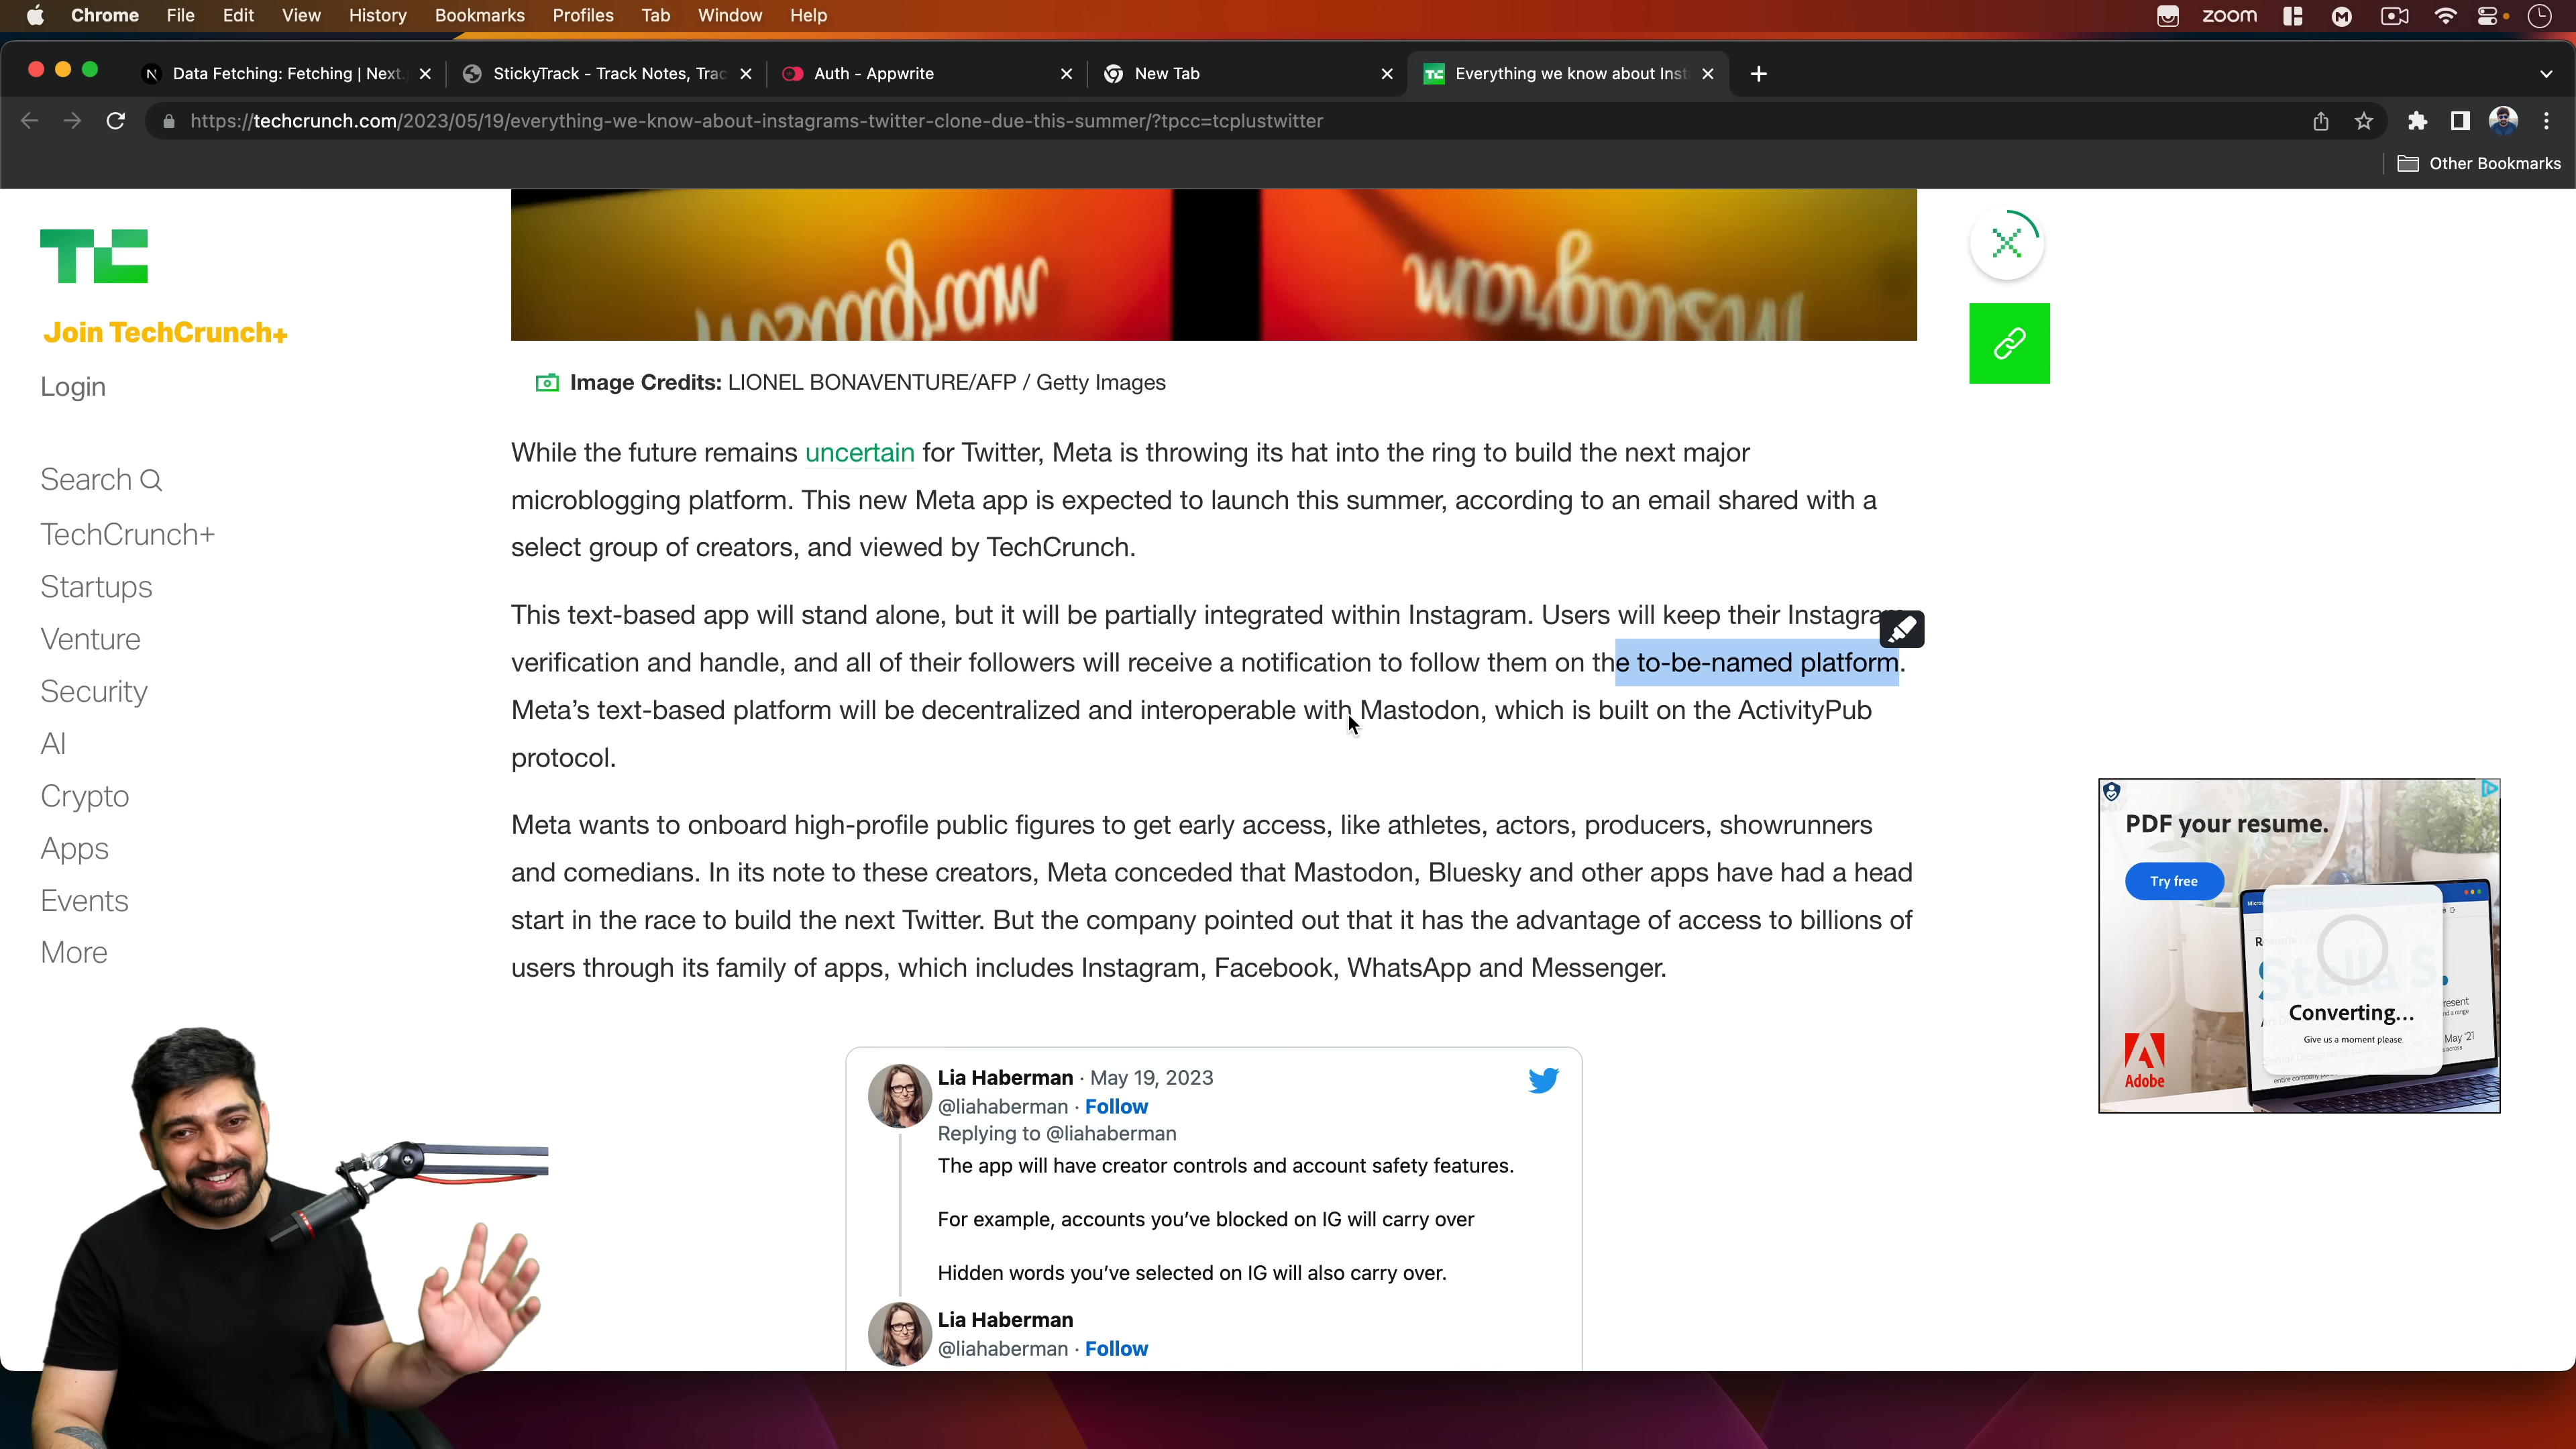 Chrome File Edit View History Bookmarks Profiles Tab Window Help
zoom
Data Fetching: Fetching | Next.
StickyTrack - Track Notes, Trac
Auth - Appwrite
New Tab
Everything we know about Inst
https://techcrunch.com/2023/05/19/everything-we-know-about-instagrams-twitter-clone-due-this-summer/?tpcc=tcplustwitter
Other Bookmarks
TC
Join TechCrunch+
Login
Search
TechCrunch+
Startups
Venture
Security
AI
Crypto
Apps
Events
More
Instagram
Image Credits: LIONEL BONAVENTURE/AFP / Getty Images
While the future remains uncertain for Twitter, Meta is throwing its hat into the ring to build the next major
microblogging platform. This new Meta app is expected to launch this summer, according to an email shared with a
select group of creators, and viewed by TechCrunch.
This text-based app will stand alone, but it will be partially integrated within Instagram. Users will keep their Instagram
verification and handle, and all of their followers will receive a notification to follow them on the to-be-named platform.
Meta’s text-based platform will be decentralized and interoperable with Mastodon, which is built on the ActivityPub
protocol.
Meta wants to onboard high-profile public figures to get early access, like athletes, actors, producers, showrunners
and comedians. In its note to these creators, Meta conceded that Mastodon, Bluesky and other apps have had a head
start in the race to build the next Twitter. But the company pointed out that it has the advantage of access to billions of
users through its family of apps, which includes Instagram, Facebook, WhatsApp and Messenger.
Lia Haberman · May 19, 2023
@liahaberman · Follow
Replying to @liahaberman
The app will have creator controls and account safety features.
For example, accounts you’ve blocked on IG will carry over
Hidden words you’ve selected on IG will also carry over.
Lia Haberman
@liahaberman · Follow
PDF your resume.
Try free
Stella S.
Converting...
Give us a moment please
present
May '21
entire company
Adobe